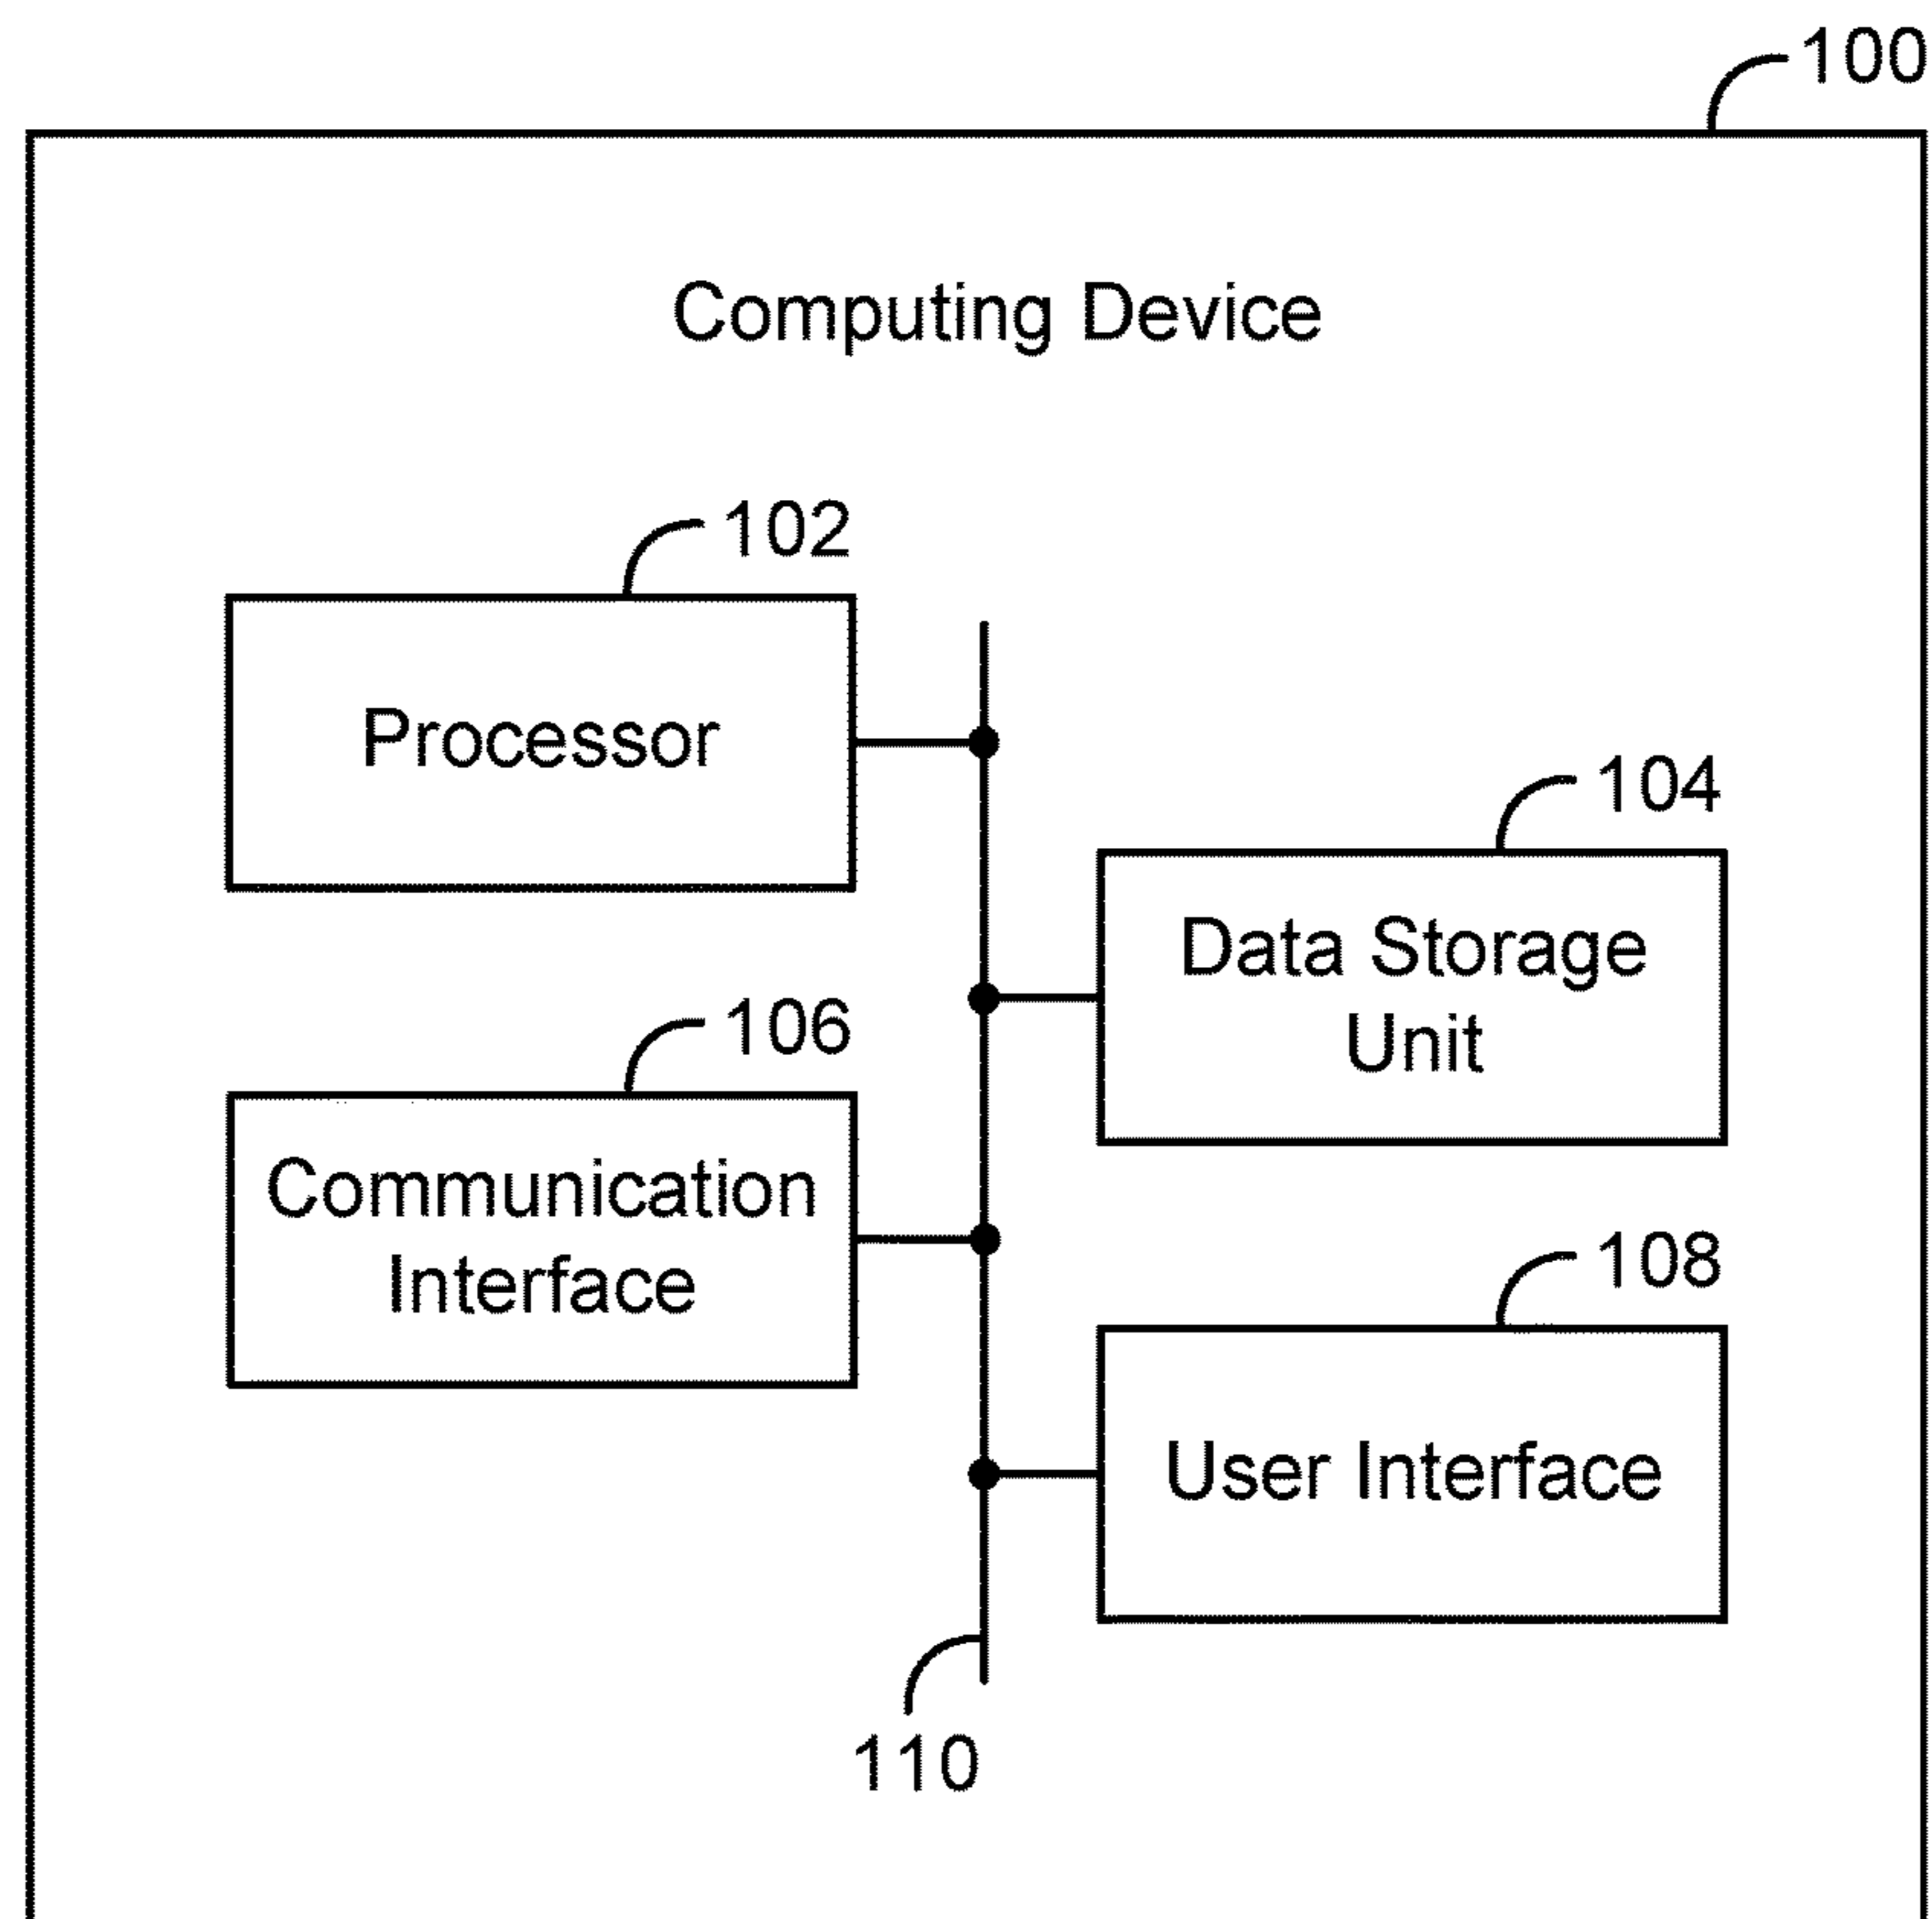 100
Computing Device
102
Processor
104
Data Storage
Unit
106
Communication
Interface
108
User Interface
110